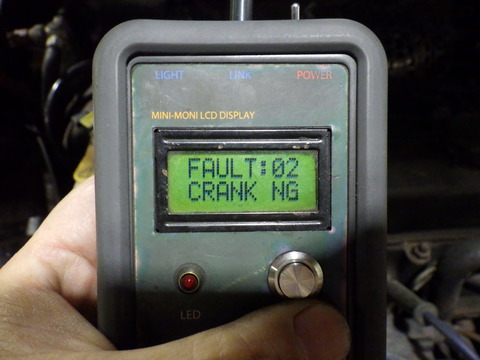 LIGHT LINK POWER
MINI-MONI LCD DISPLAY
FAULT:02
CRANK NG
LED